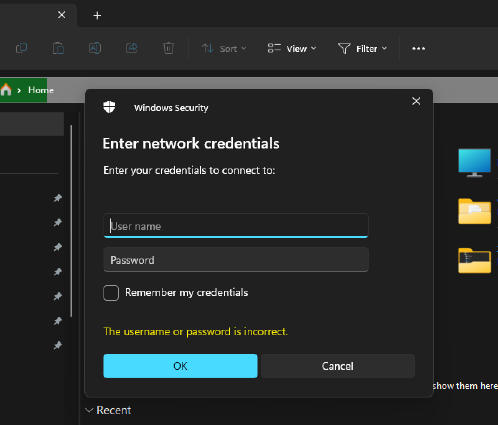 Sort
View
Filter
Home
Windows Security
Enter network credentials
Enter your credentials to connect to:
User name
Password
Remember my credentials
The username or password is incorrect.
OK
Cancel
show them here
Recent